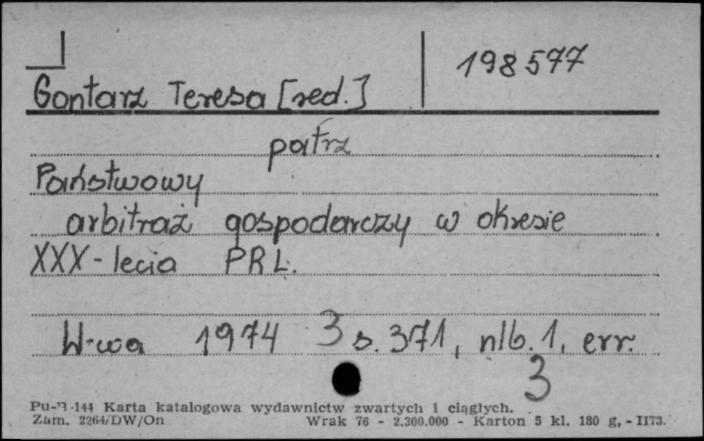 198577
Gontarz Teresa [red.]
patrz
Państwowy
arbitraż gospodarczy w okresie
XXX-lecia PRL.
W-wa 1974 3 s. 371, nlb. 1, err.
3
Pu-B-144 Karta katalogowa wydawnictw zwartych i ciągłych.
Zam. 2264/DW/On Wrak 76 - 2.300.000 - Karton 5 kl. 180 g, - II73.